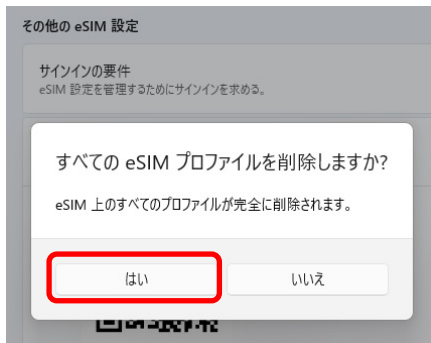 その他の eSIM 設定
サインインの要件
eSIM 設定を管理するためにサインインを求める。
すべての eSIM プロファイルを削除しますか?
eSIM 上のすべてのプロファイルが完全に削除されます。
はい
いいえ